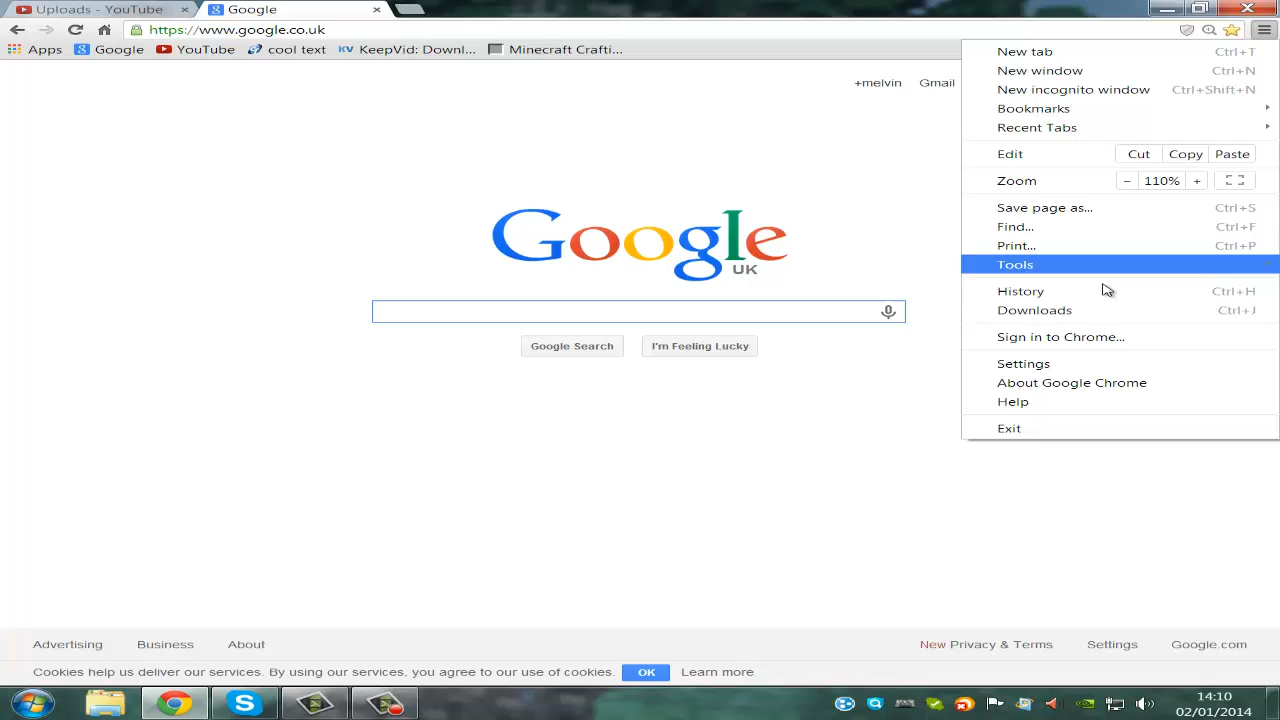 Uploads - YouTube
Google
https://www.google.co.uk
Apps Google YouTube cool text KeepVid: Downl... Minecraft Crafti...
+melvin Gmail
New tab Ctrl+T
New window Ctrl+N
New incognito window Ctrl+Shift+N
Bookmarks
Recent Tabs
Edit Cut Copy Paste
Zoom − 110% +
Save page as... Ctrl+S
Find... Ctrl+F
Print... Ctrl+P
Tools
History Ctrl+H
Downloads Ctrl+J
Sign in to Chrome...
Settings
About Google Chrome
Help
Exit
Google
UK
Google Search I'm Feeling Lucky
Advertising Business About New Privacy & Terms Settings Google.com
Cookies help us deliver our services. By using our services, you agree to our use of cookies. OK Learn more
14:10
02/01/2014